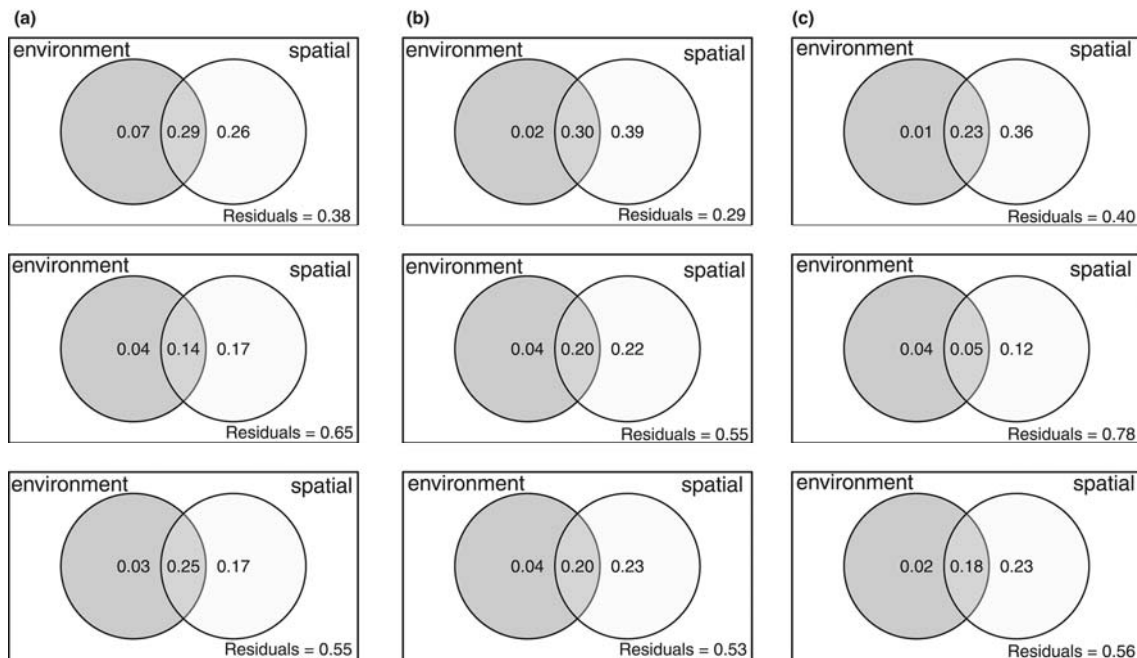 (a)
environment
spatial
0.07 0.29 0.26
Residuals = 0.38
environment
spatial
0.04 0.14 0.17
Residuals = 0.65
environment
spatial
0.03 0.25 0.17
Residuals = 0.55
(b)
environment
spatial
0.02 0.30 0.39
Residuals = 0.29
environment
spatial
0.04 0.20 0.22
Residuals = 0.55
environment
spatial
0.04 0.20 0.23
Residuals = 0.53
(c)
environment
spatial
0.01 0.23 0.36
Residuals = 0.40
environment
spatial
0.04 0.05 0.12
Residuals = 0.78
environment
spatial
0.02 0.18 0.23
Residuals = 0.56